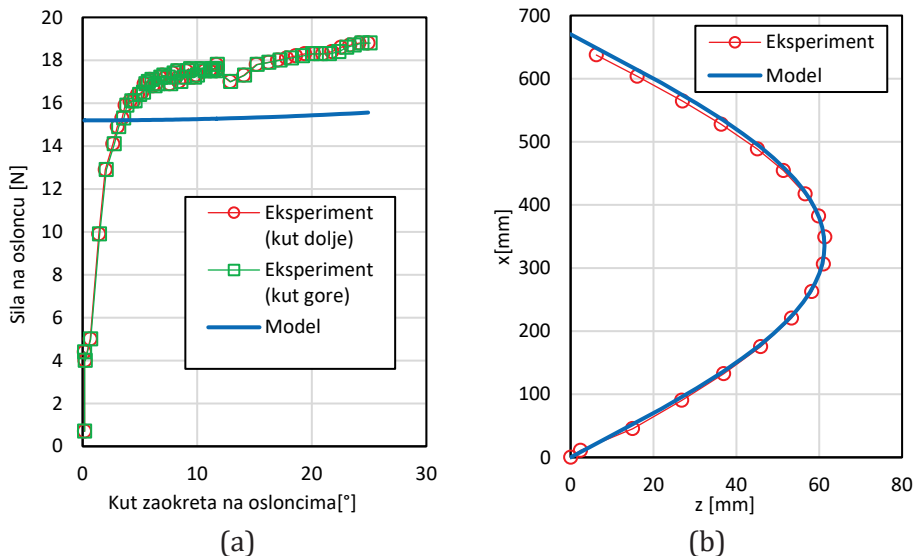 20
18
16
14
12
10
8
6
4
2
0
0
10
20
30
Sila na osloncu [N]
Kut zaokreta na osloncima[°]
Eksperiment
(kut dolje)
Eksperiment
(kut gore)
Model
(a)
700
600
500
400
300
200
100
0
0
20
40
60
80
x[mm]
z [mm]
Eksperiment
Model
(b)